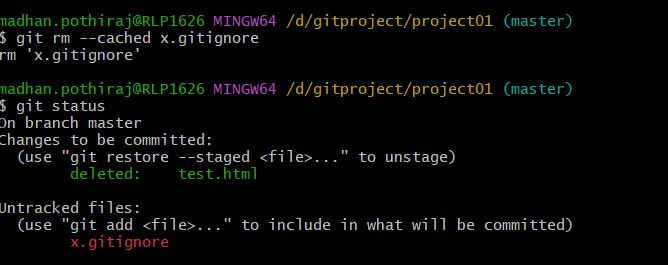 madhan.pothiraj@RLP1626 MINGW64 /d/gitproject/project01 (master)
$ git rm --cached x.gitignore
rm 'x.gitignore'
madhan.pothiraj@RLP1626 MINGW64 /d/gitproject/project01 (master)
$ git status
On branch master
Changes to be committed:
  (use "git restore --staged <file>..." to unstage)
        deleted:    test.html
Untracked files:
  (use "git add <file>..." to include in what will be committed)
        x.gitignore